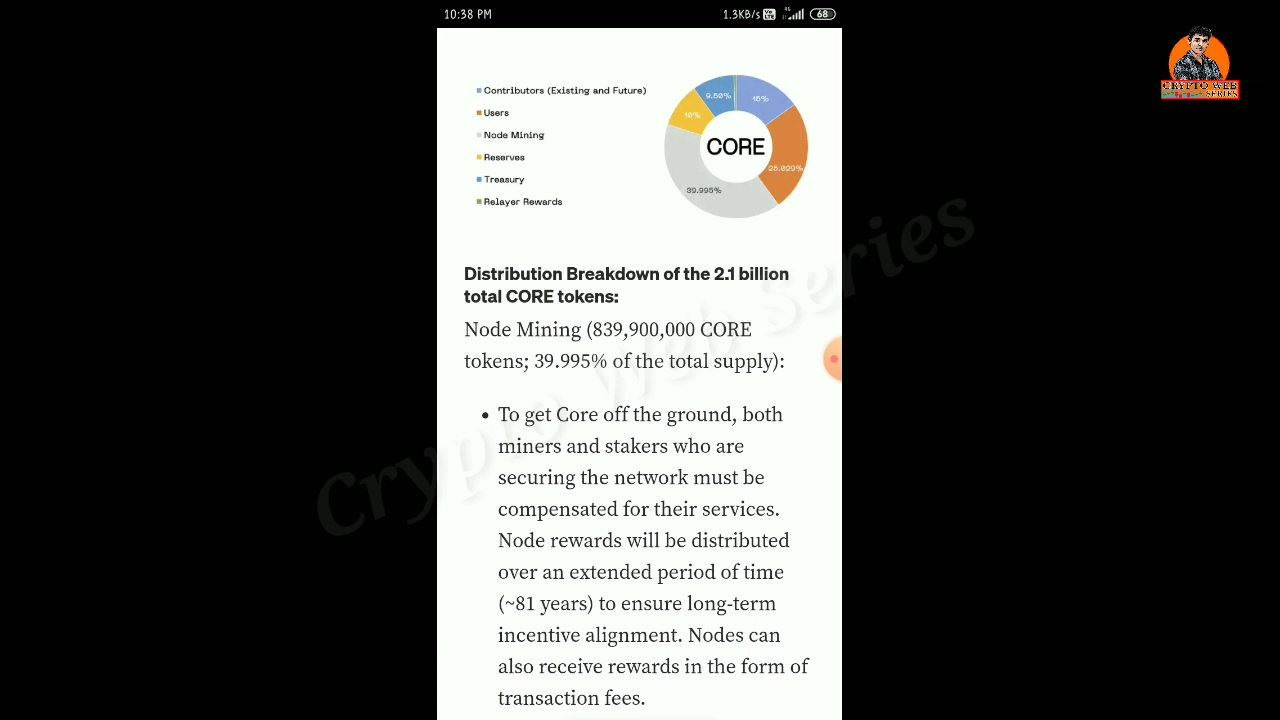 10:38 PM
1.3KB/s
4G
68
CRYPTO WEB
SERIES
Contributors (Existing and Future)
Users
Node Mining
Reserves
Treasury
Relayer Rewards
9.50%
15%
10%
CORE
25.029%
39.995%
Distribution Breakdown of the 2.1 billion
total CORE tokens:
Node Mining (839,900,000 CORE
tokens; 39.995% of the total supply):
• To get Core off the ground, both
miners and stakers who are
securing the network must be
compensated for their services.
Node rewards will be distributed
over an extended period of time
(~81 years) to ensure long-term
incentive alignment. Nodes can
also receive rewards in the form of
transaction fees.
Crypto Web Series